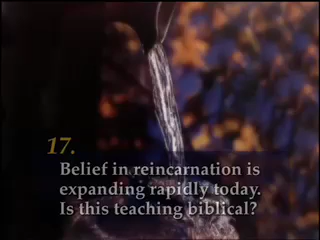 17.
Belief in reincarnation is
expanding rapidly today.
Is this teaching biblical?